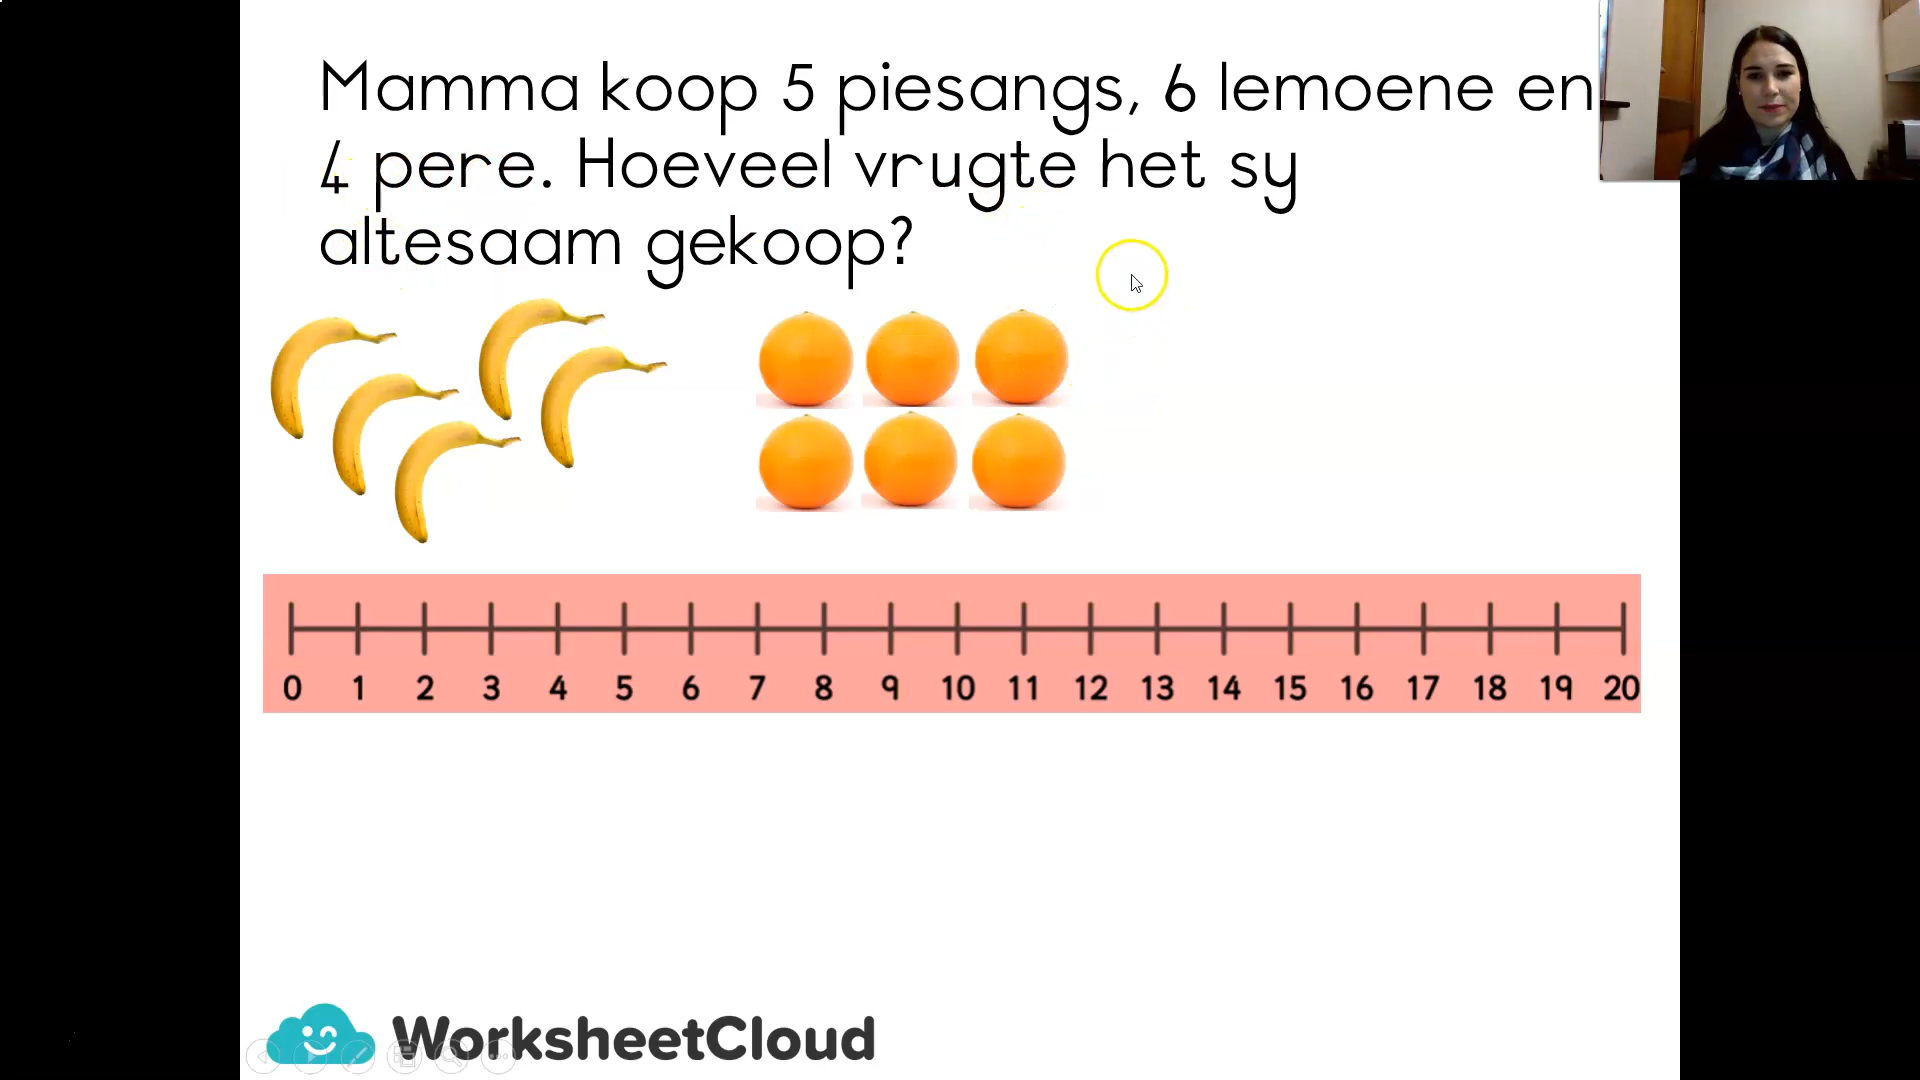 Mamma koop 5 piesangs, 6 lemoene en
4 pere. Hoeveel vrugte het sy
altesaam gekoop?
0 1 2 3 4 5 6 7 8 9 10 11 12 13 14 15 16 17 18 19 20
WorksheetCloud